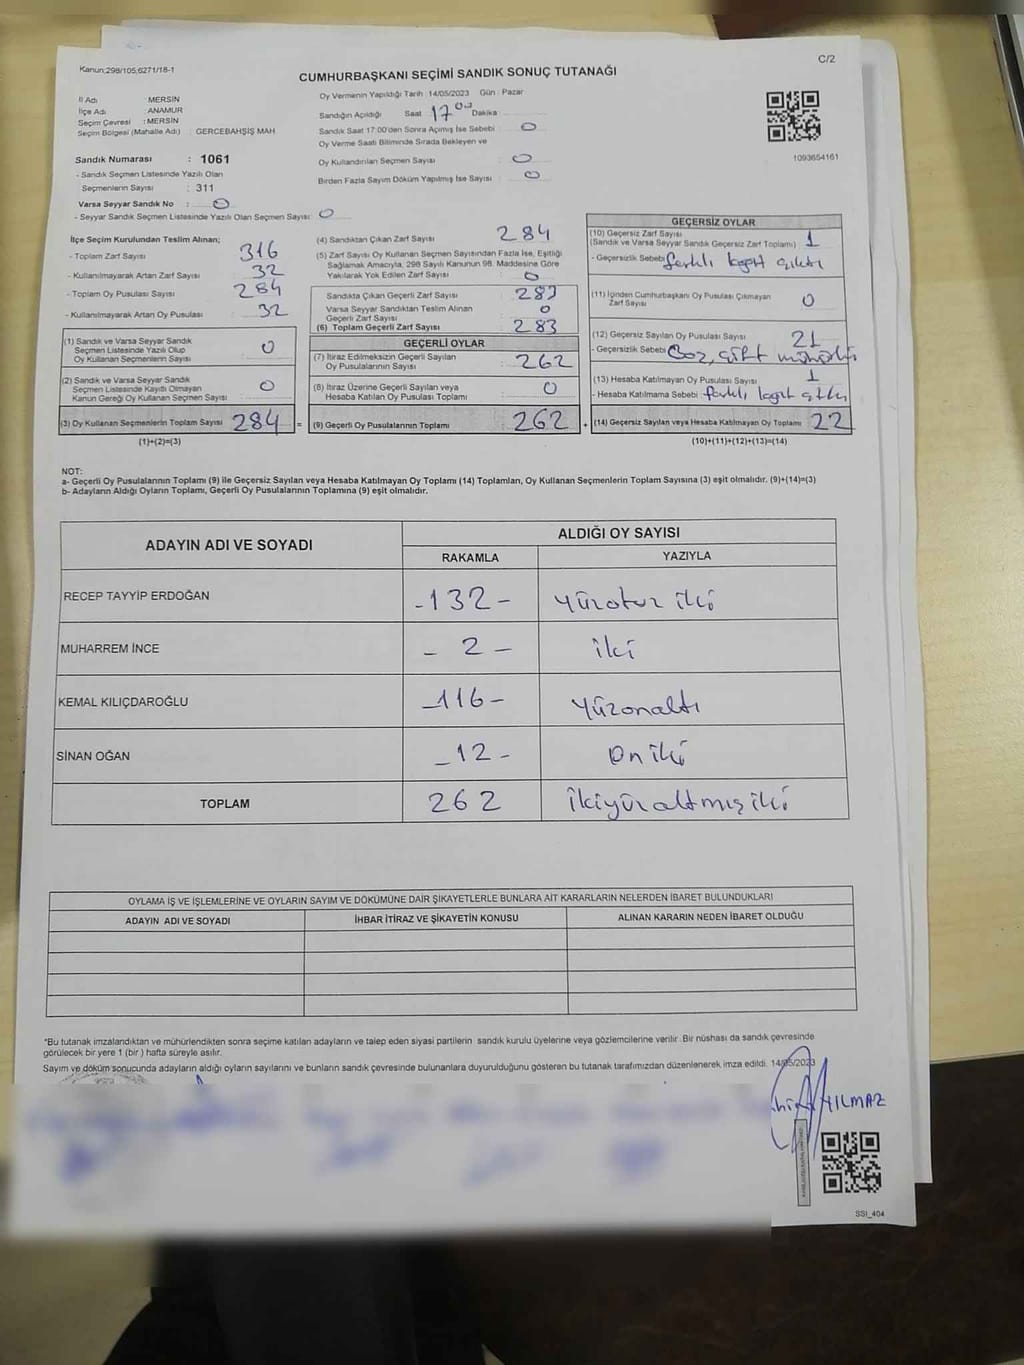 Kanun;298/105;6271/18-1
C/2
CUMHURBAŞKANI SEÇİMİ SANDIK SONUÇ TUTANAĞI
İl Adı : MERSİN
İlçe Adı : ANAMUR
Seçim Çevresi : MERSİN
Seçim Bölgesi (Mahalle Adı) : GERCEBAHŞİŞ MAH
Sandık Numarası : 1061
- Sandık Seçmen Listesinde Yazılı Olan
Seçmenlerin Sayısı : 311
Varsa Seyyar Sandık No : 0
- Seyyar Sandık Seçmen Listesinde Yazılı Olan Seçmen Sayısı: 0
Oy Vermenin Yapıldığı Tarih : 14/05/2023 Gün : Pazar
Sandığın Açıldığı Saat 17 00 Dakika
Sandık Saat 17:00'den Sonra Açımış İse Sebebi : 0
Oy Verme Saati Bitiminde Sırada Bekleyen ve
Oy Kullandırılan Seçmen Sayısı : 0
Birden Fazla Sayım Döküm Yapılmış İse Sayısı : 0
1093654161
İlçe Seçim Kurulundan Teslim Alınan;
- Toplam Zarf Sayısı : 316
- Kullanılmayarak Artan Zarf Sayısı : 32
- Toplam Oy Pusulası Sayısı : 284
- Kullanılmayarak Artan Oy Pusulası : 32
(1) Sandık ve Varsa Seyyar Sandık
Seçmen Listesinde Yazılı Olup
Oy Kullanan Seçmenlerin Sayısı : 0
(2) Sandık ve Varsa Seyyar Sandık
Seçmen Listesinde Kayıtlı Olmayan
Kanun Gereği Oy Kullanan Seçmen Sayısı : 0
(3) Oy Kullanan Seçmenlerin Toplam Sayısı 284 =
(1)+(2)=(3)
(4) Sandıktan Çıkan Zarf Sayısı : 284
(5) Zarf Sayısı Oy Kullanan Seçmen Sayısından Fazla İse, Eşitliği
Sağlamak Amacıyla, 298 Sayılı Kanunun 98. Maddesine Göre
Yakılarak Yok Edilen Zarf Sayısı : 0
Sandıkta Çıkan Geçerli Zarf Sayısı : 283
Varsa Seyyar Sandıktan Teslim Alınan
Geçerli Zarf Sayısı : 0
(6) Toplam Geçerli Zarf Sayısı : 283
GEÇERLİ OYLAR
(7) İtiraz Edilmeksizin Geçerli Sayılan
Oy Pusulalarının Sayısı : 262
(8) İtiraz Üzerine Geçerli Sayılan veya
Hesaba Katılan Oy Pusulası Toplamı : 0
(9) Geçerli Oy Pusulalarının Toplamı : 262 +
GEÇERSİZ OYLAR
(10) Geçersiz Zarf Sayısı
(Sandık ve Varsa Seyyar Sandık Geçersiz Zarf Toplamı) : 1
- Geçersizlik Sebebi farklı kağıt çıktı
(11) İçinden Cumhurbaşkanı Oy Pusulası Çıkmayan
Zarf Sayısı : 0
(12) Geçersiz Sayılan Oy Pusulası Sayısı : 21
- Geçersizlik Sebebi Boz, çift
(13) Hesaba Katılmayan Oy Pusulası Sayısı : 1
- Hesaba Katılmama Sebebi farklı kağıt çıktı
(14) Geçersiz Sayılan veya Hesaba Katılmayan Oy Toplamı : 22
(10)+(11)+(12)+(13)=(14)
NOT:
a- Geçerli Oy Pusulalarının Toplamı (9) ile Geçersiz Sayılan veya Hesaba Katılmayan Oy Toplamı (14) Toplamları, Oy Kullanan Seçmenlerin Toplam Sayısına (3) eşit olmalıdır. (9)+(14)=(3)
b- Adayların Aldığı Oyların Toplamı, Geçerli Oy Pusulalarının Toplamına (9) eşit olmalıdır.
ADAYIN ADI VE SOYADI ALDIĞI OY SAYISI
RAKAMLA YAZIYLA
RECEP TAYYİP ERDOĞAN -132- Yüzotuz iki
MUHARREM İNCE - 2 - iki
KEMAL KILIÇDAROĞLU -116- Yüzonaltı
SİNAN OĞAN -12- On iki
TOPLAM 262 İkiyüz altmış iki
OYLAMA İŞ VE İŞLEMLERİNE VE OYLARIN SAYIM VE DÖKÜMÜNE DAİR ŞİKAYETLERLE BUNLARA AİT KARARLARIN NELERDEN İBARET BULUNDUKLARI
ADAYIN ADI VE SOYADI İHBAR İTİRAZ VE ŞİKAYETİN KONUSU ALINAN KARARIN NEDEN İBARET OLDUĞU
*Bu tutanak imzalandıktan ve mühürlendikten sonra seçime katılan adayların ve talep eden siyasi partilerin sandık kurulu üyelerine veya gözlemcilerine verilir. Bir nüshası da sandık çevresinde
görülecek bir yere 1 (bir) hafta süreyle asılır.
Sayım ve döküm sonucunda adayların aldığı oyların sayılarını ve bunların sandık çevresinde bulunanlara duyurulduğunu gösteren bu tutanak tarafımızdan düzenlenerek imza edildi. 14/05/2023
YILMAZ
SSI_404